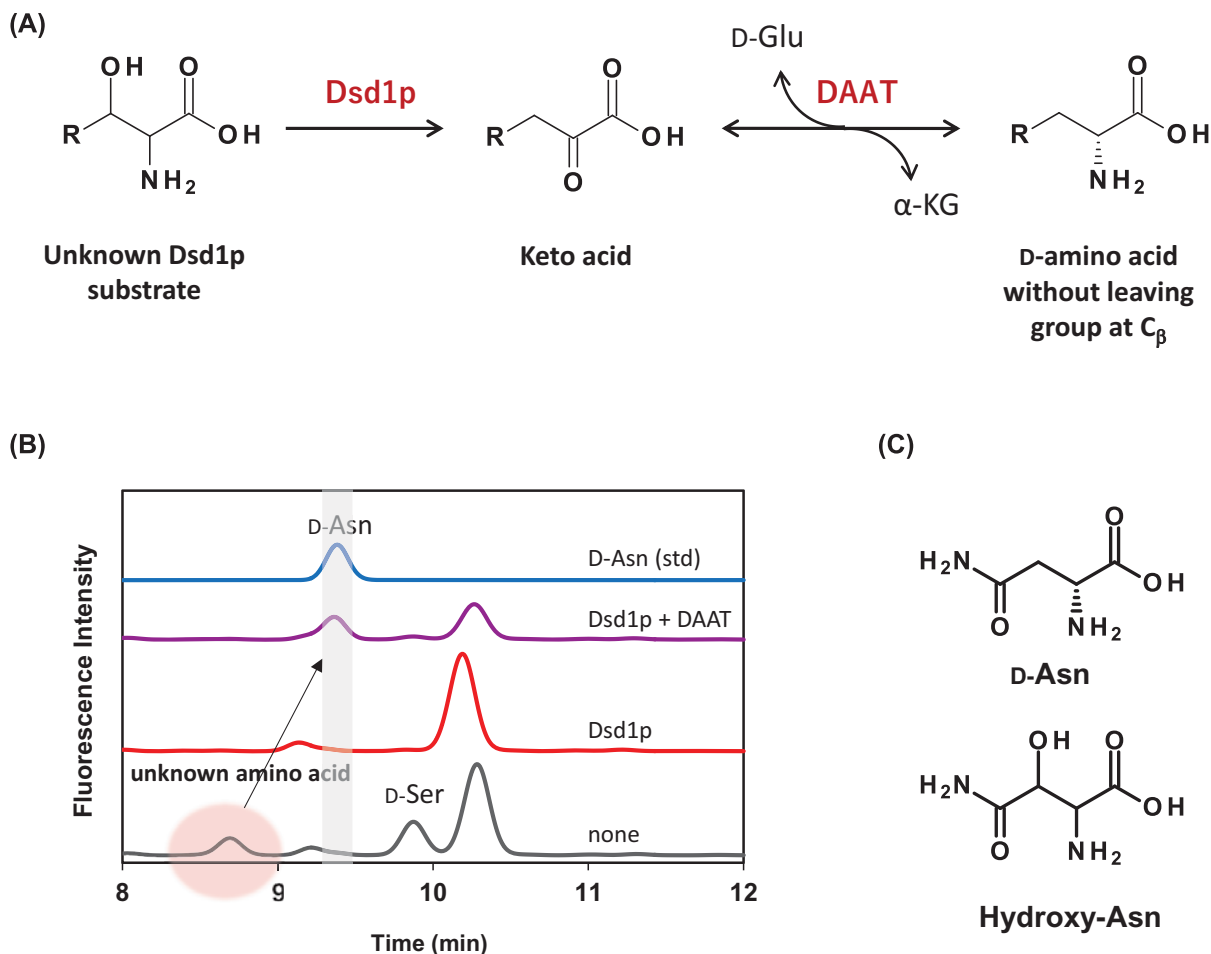 (A)
OH
O
R
OH
NH2
Unknown Dsd1p
substrate
Dsd1p
O
R
OH
O
Keto acid
D-Glu
DAAT
α-KG
O
R
OH
NH2
D-amino acid
without leaving
group at Cβ
(B)
Fluorescence Intensity
D-Asn
D-Asn (std)
Dsd1p + DAAT
Dsd1p
unknown amino acid
D-Ser
none
8
9
10
11
12
Time (min)
(C)
O
H2N
OH
O
NH2
D-Asn
OH
O
H2N
OH
O
NH2
Hydroxy-Asn